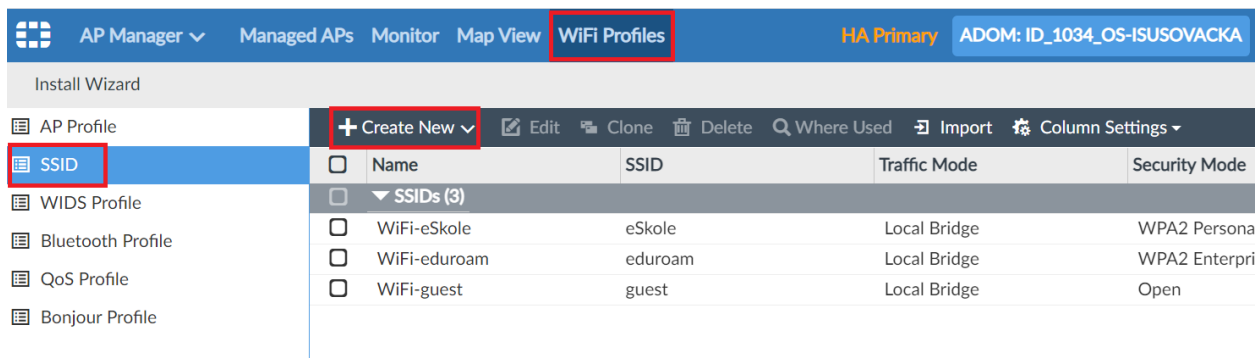 AP Manager Managed APs Monitor Map View WiFi Profiles HA Primary ADOM: ID_1034_OS-ISUSOVACKA
Install Wizard
AP Profile
SSID
WIDS Profile
Bluetooth Profile
QoS Profile
Bonjour Profile
+ Create New Edit Clone Delete Where Used Import Column Settings
Name SSID Traffic Mode Security Mode
SSIDs (3)
WiFi-eSkole eSkole Local Bridge WPA2 Persona
WiFi-eduroam eduroam Local Bridge WPA2 Enterpri
WiFi-guest guest Local Bridge Open